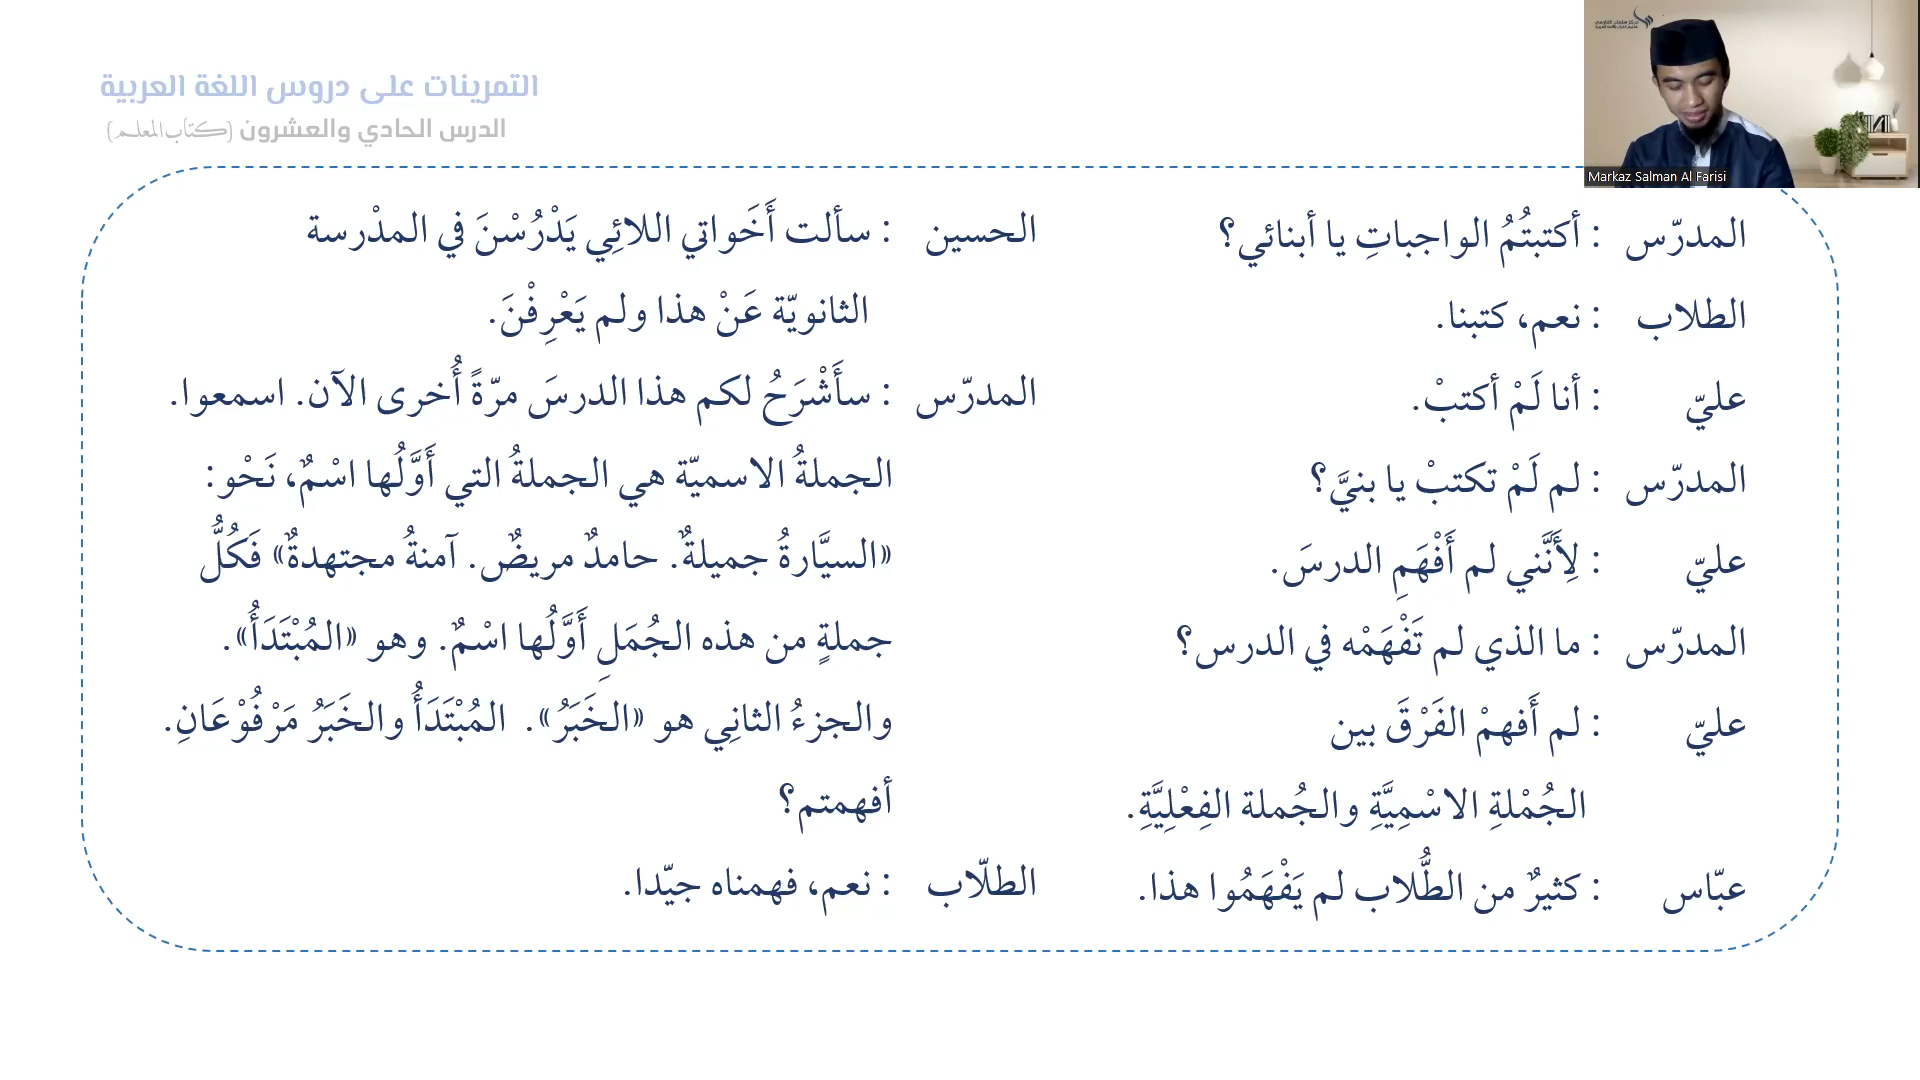 التمرينات على دروس اللغة العربية
الدرس الحادي والعشرون (كتاب المعلم)
المدرّس : أكتبتُمُ الواجباتِ يا أبنائي؟
الطلاب : نعم، كتبنا.
عليّ : أنا لَمْ أكتبْ.
المدرّس : لم لَمْ تكتبْ يا بنيَّ؟
عليّ : لِأَنَّني لم أَفْهَمِ الدرسَ.
المدرّس : ما الذي لم تَفْهَمْه في الدرس؟
عليّ : لم أَفهمْ الفَرْقَ بين
الجُمْلةِ الاسْمِيَّةِ والجُملة الفِعْلِيَّةِ.
عبّاس : كثيرٌ من الطُّلاب لم يَفْهَمُوا هذا.
الحسين : سألت أَخَواتي اللائِي يَدْرُسْنَ في المدْرسة
الثانويّة عَنْ هذا ولم يَعْرِفْنَ.
المدرّس : سأَشْرَحُ لكم هذا الدرسَ مرّةً أُخرى الآن. اسمعوا.
الجملةُ الاسميّة هي الجملةُ التي أَوَّلُها اسْمٌ، نَحْو:
«السيَّارةُ جميلةٌ. حامدٌ مريضٌ. آمنةُ مجتهدةٌ» فَكُلُّ
جملةٍ من هذه الجُمَلِ أَوَّلُها اسْمٌ. وهو «المُبْتَدَأُ».
والجزءُ الثانِي هو «الخَبَرُ». المُبْتَدَأُ والخَبَرُ مَرْفُوْعَانِ.
أفهمتم؟
الطلّاب : نعم، فهمناه جيّدا.
Markaz Salman Al Farisi